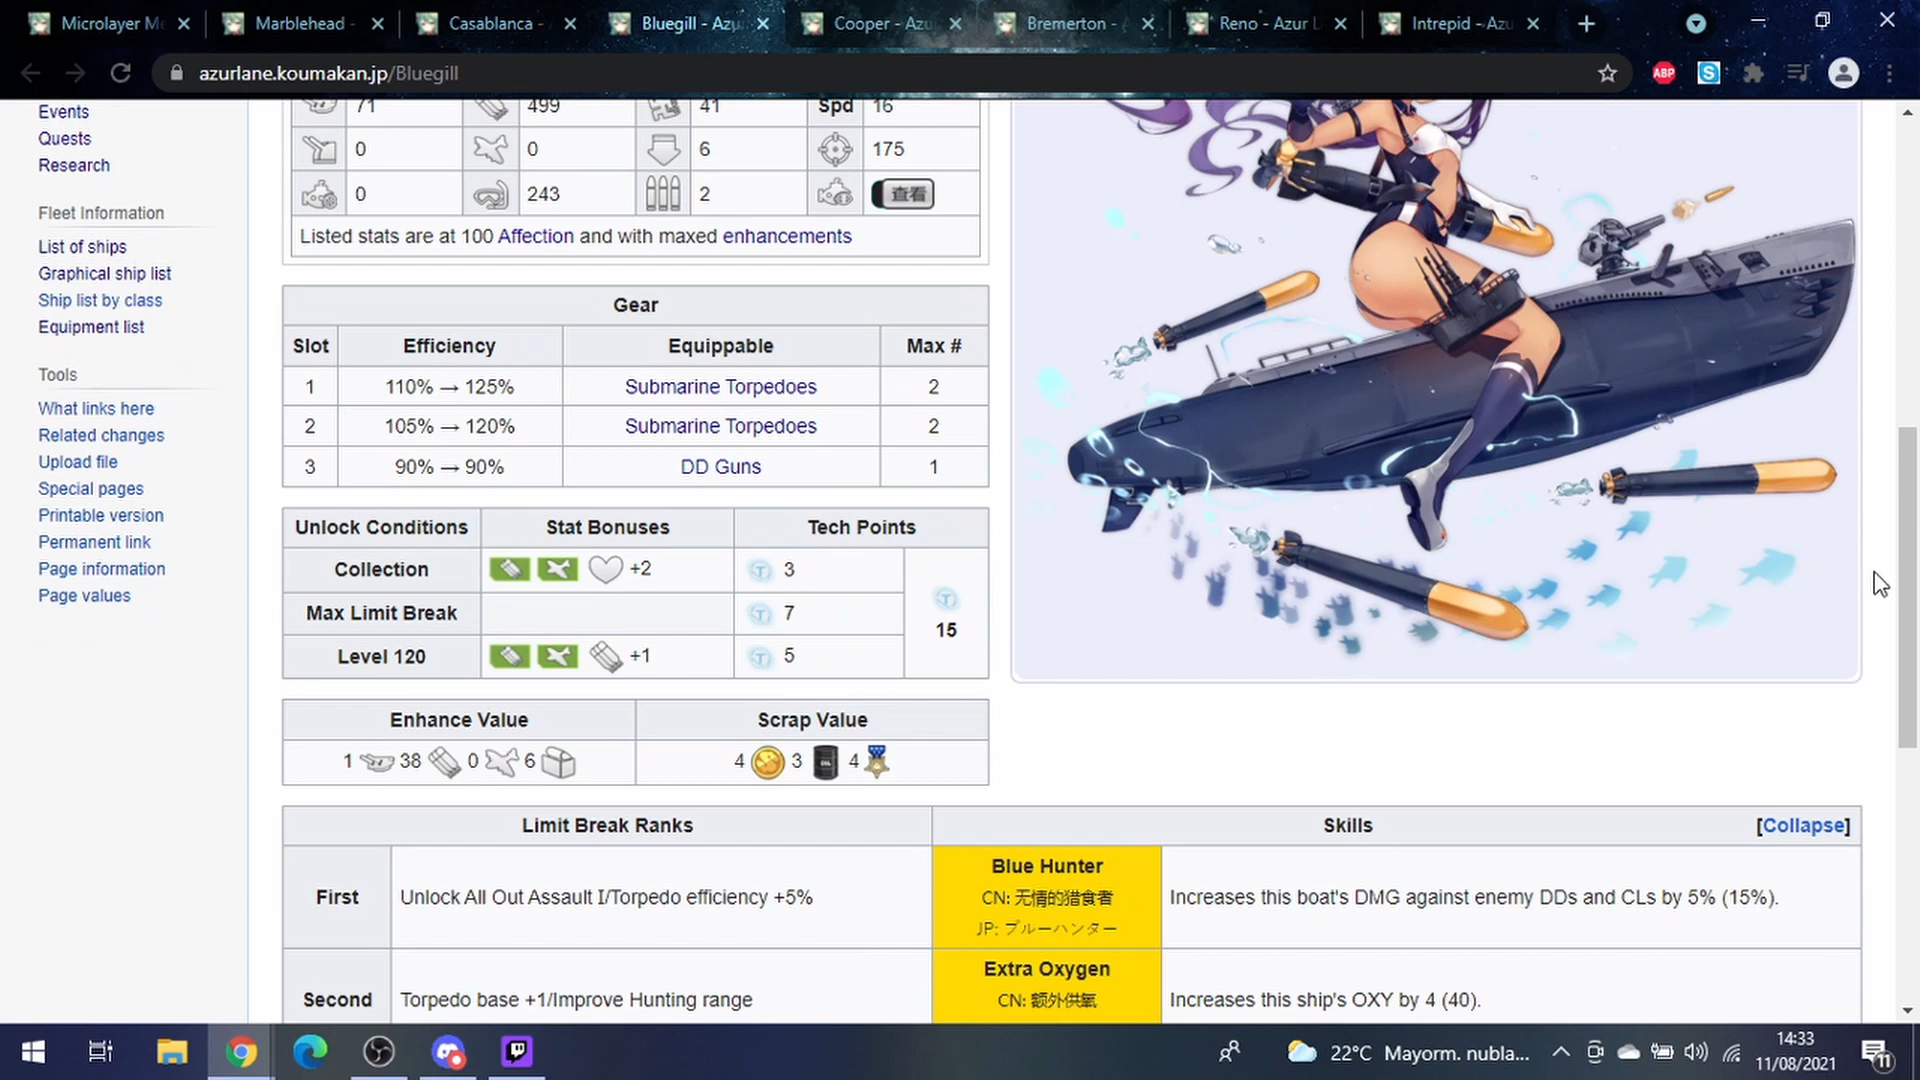 Microlayer Me
Marblehead -
Casablanca -
Bluegill - Azu
Cooper - Azu
Bremerton -
Reno - Azur L
Intrepid - Azu
azurlane.koumakan.jp/Bluegill
ABP
S
Events
Quests
Research
Fleet Information
List of ships
Graphical ship list
Ship list by class
Equipment list
Tools
What links here
Related changes
Upload file
Special pages
Printable version
Permanent link
Page information
Page values
71 499 41 Spd 16
0 0 6 175
0 243 2 查看
Listed stats are at 100 Affection and with maxed enhancements
Gear
Slot Efficiency Equippable Max #
1 110% → 125% Submarine Torpedoes 2
2 105% → 120% Submarine Torpedoes 2
3 90% → 90% DD Guns 1
Unlock Conditions Stat Bonuses Tech Points
Collection +2 T 3
Max Limit Break T 7
Level 120 +1 T 5
T
15
Enhance Value Scrap Value
1 38 0 6 4 3 OIL 4
Limit Break Ranks Skills [Collapse]
First Unlock All Out Assault I/Torpedo efficiency +5%
Blue Hunter
CN: 无情的猎食者
JP: ブルーハンター
Increases this boat's DMG against enemy DDs and CLs by 5% (15%).
Second Torpedo base +1/Improve Hunting range
Extra Oxygen
CN: 额外供氧
Increases this ship's OXY by 4 (40).
22°C Mayorm. nubla...
14:33
11/08/2021
11